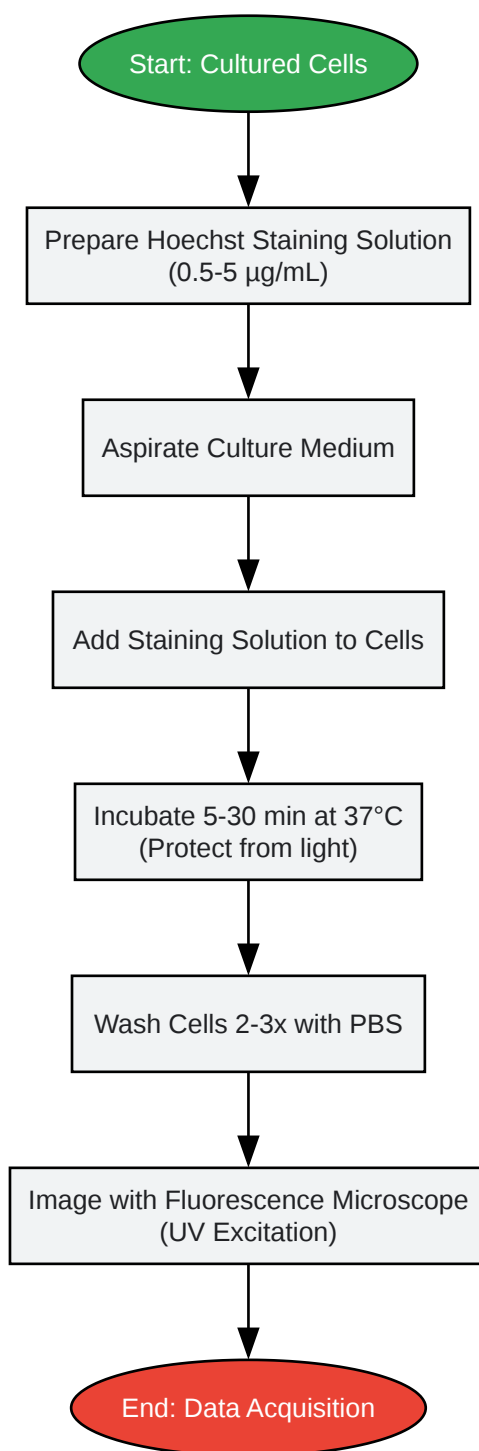 Start: Cultured Cells
Prepare Hoechst Staining Solution
(0.5-5 µg/mL)
Aspirate Culture Medium
Add Staining Solution to Cells
Incubate 5-30 min at 37°C
(Protect from light)
Wash Cells 2-3x with PBS
Image with Fluorescence Microscope
(UV Excitation)
End: Data Acquisition